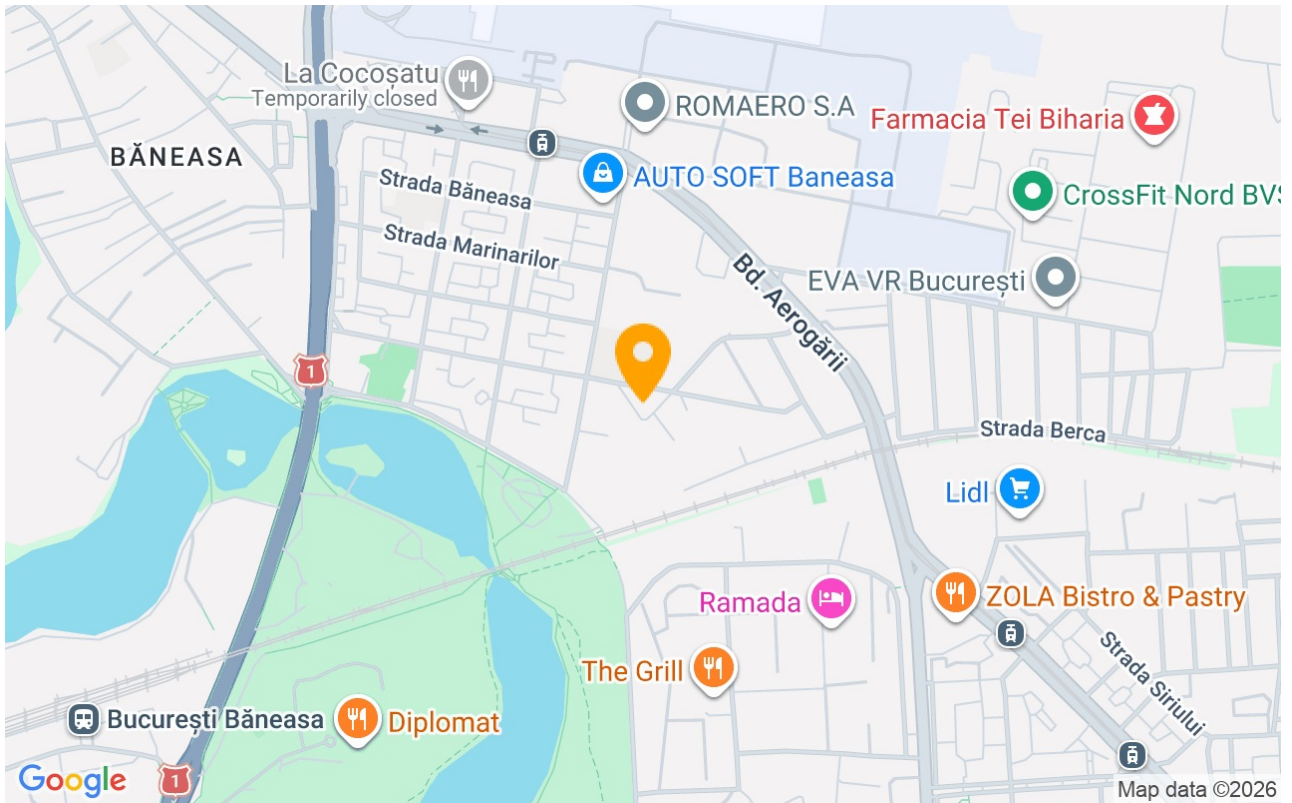 La Cocoșatu
Temporarily closed
ROMAERO S.A
Farmacia Tei Biharia
BĂNEASA
AUTO SOFT Baneasa
Strada Băneasa
CrossFit Nord BVS
Strada Marinarilor
EVA VR București
Bd. Aerogării
1
Strada Berca
Lidl
Ramada
ZOLA Bistro & Pastry
The Grill
Strada Siriului
București Băneasa
Diplomat
Google
1
Map data ©2026